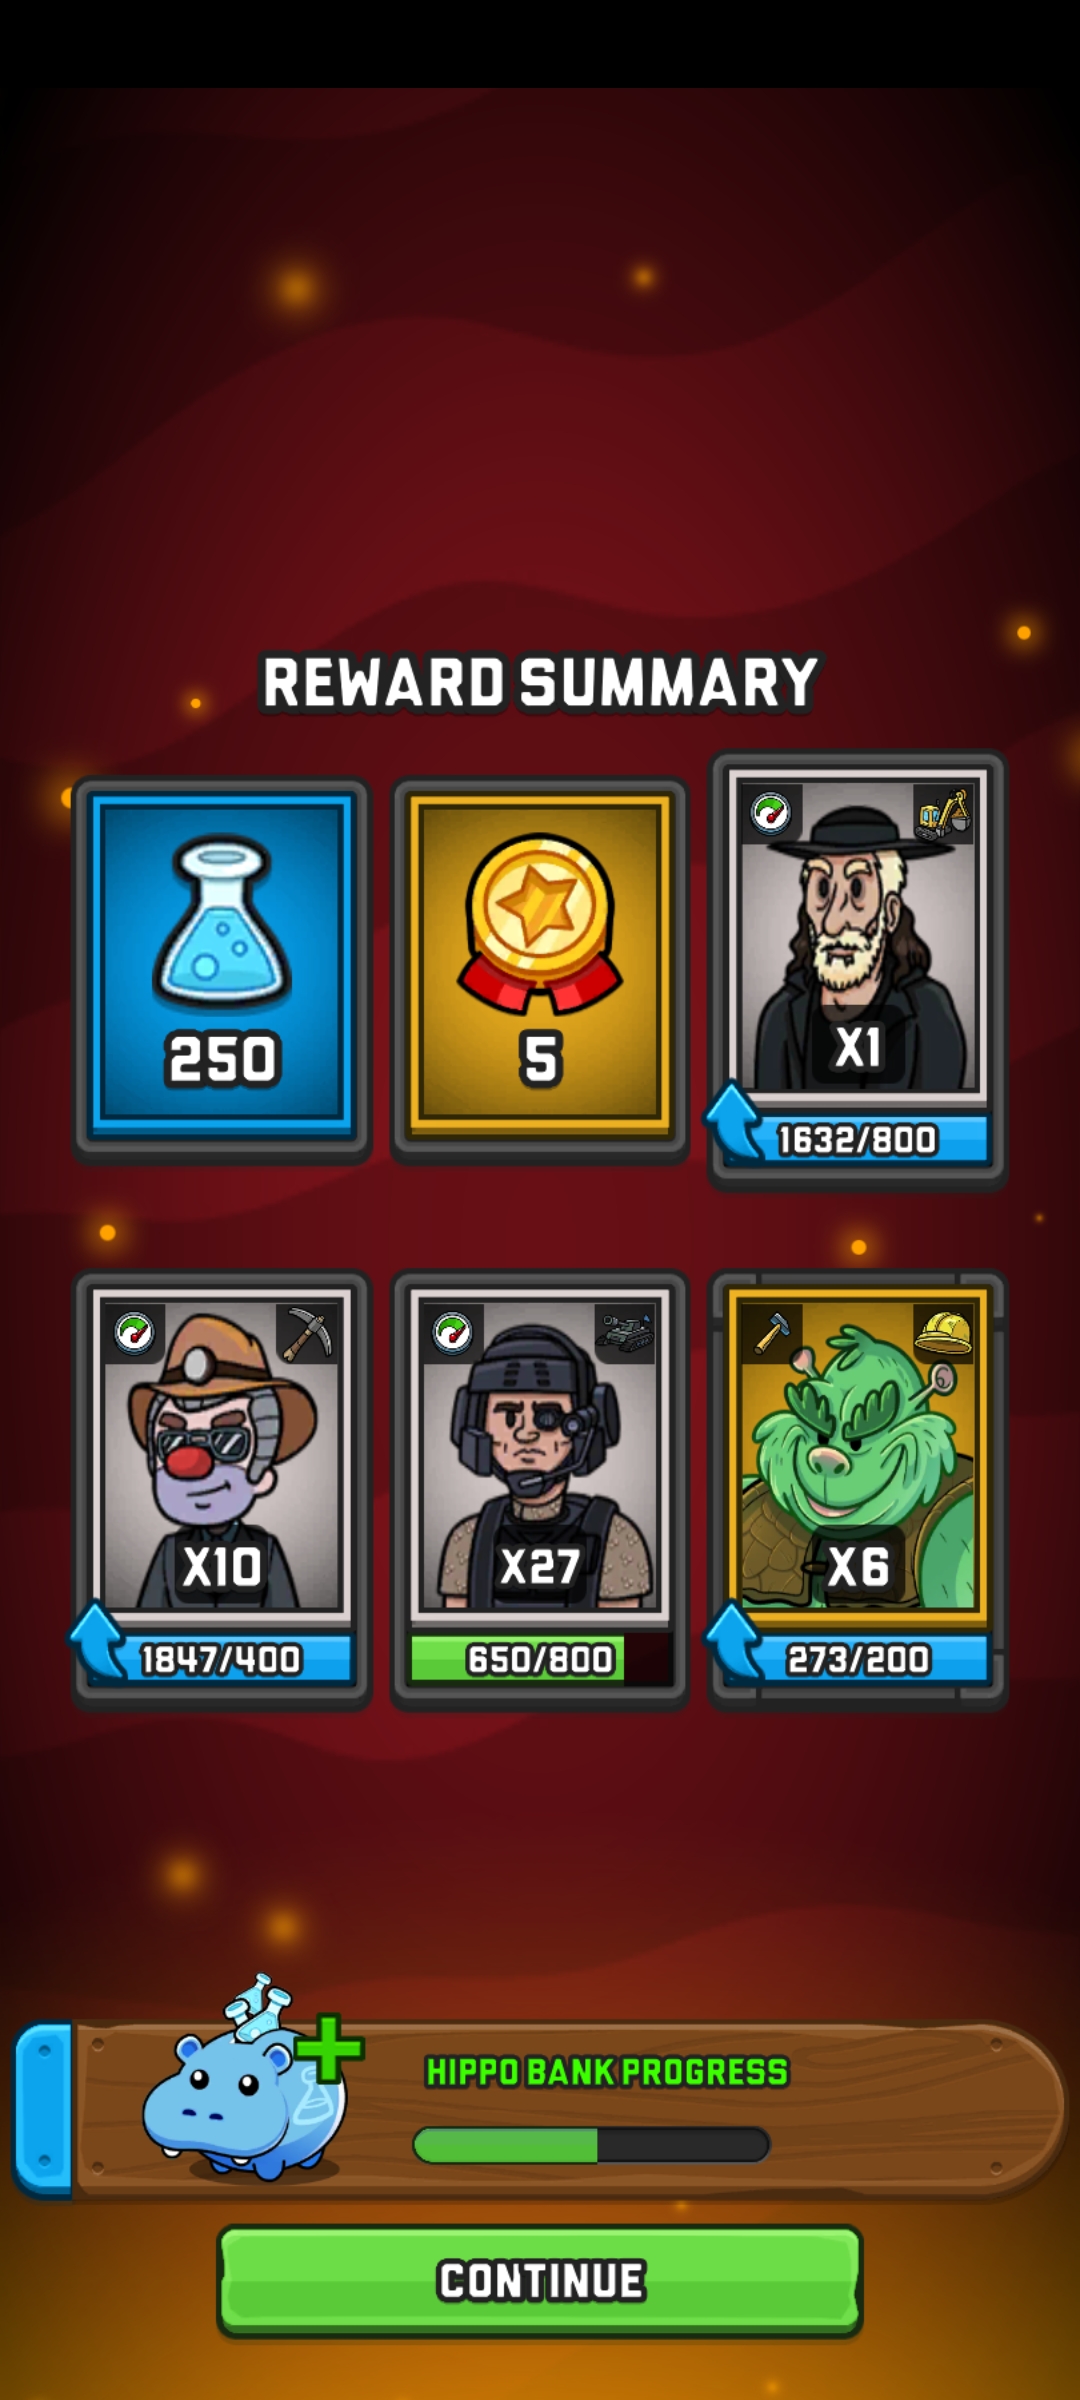 REWARD SUMMARY
250
5
X1
1632/800
X10
1847/400
X27
650/800
X6
273/200
HIPPO BANK PROGRESS
CONTINUE